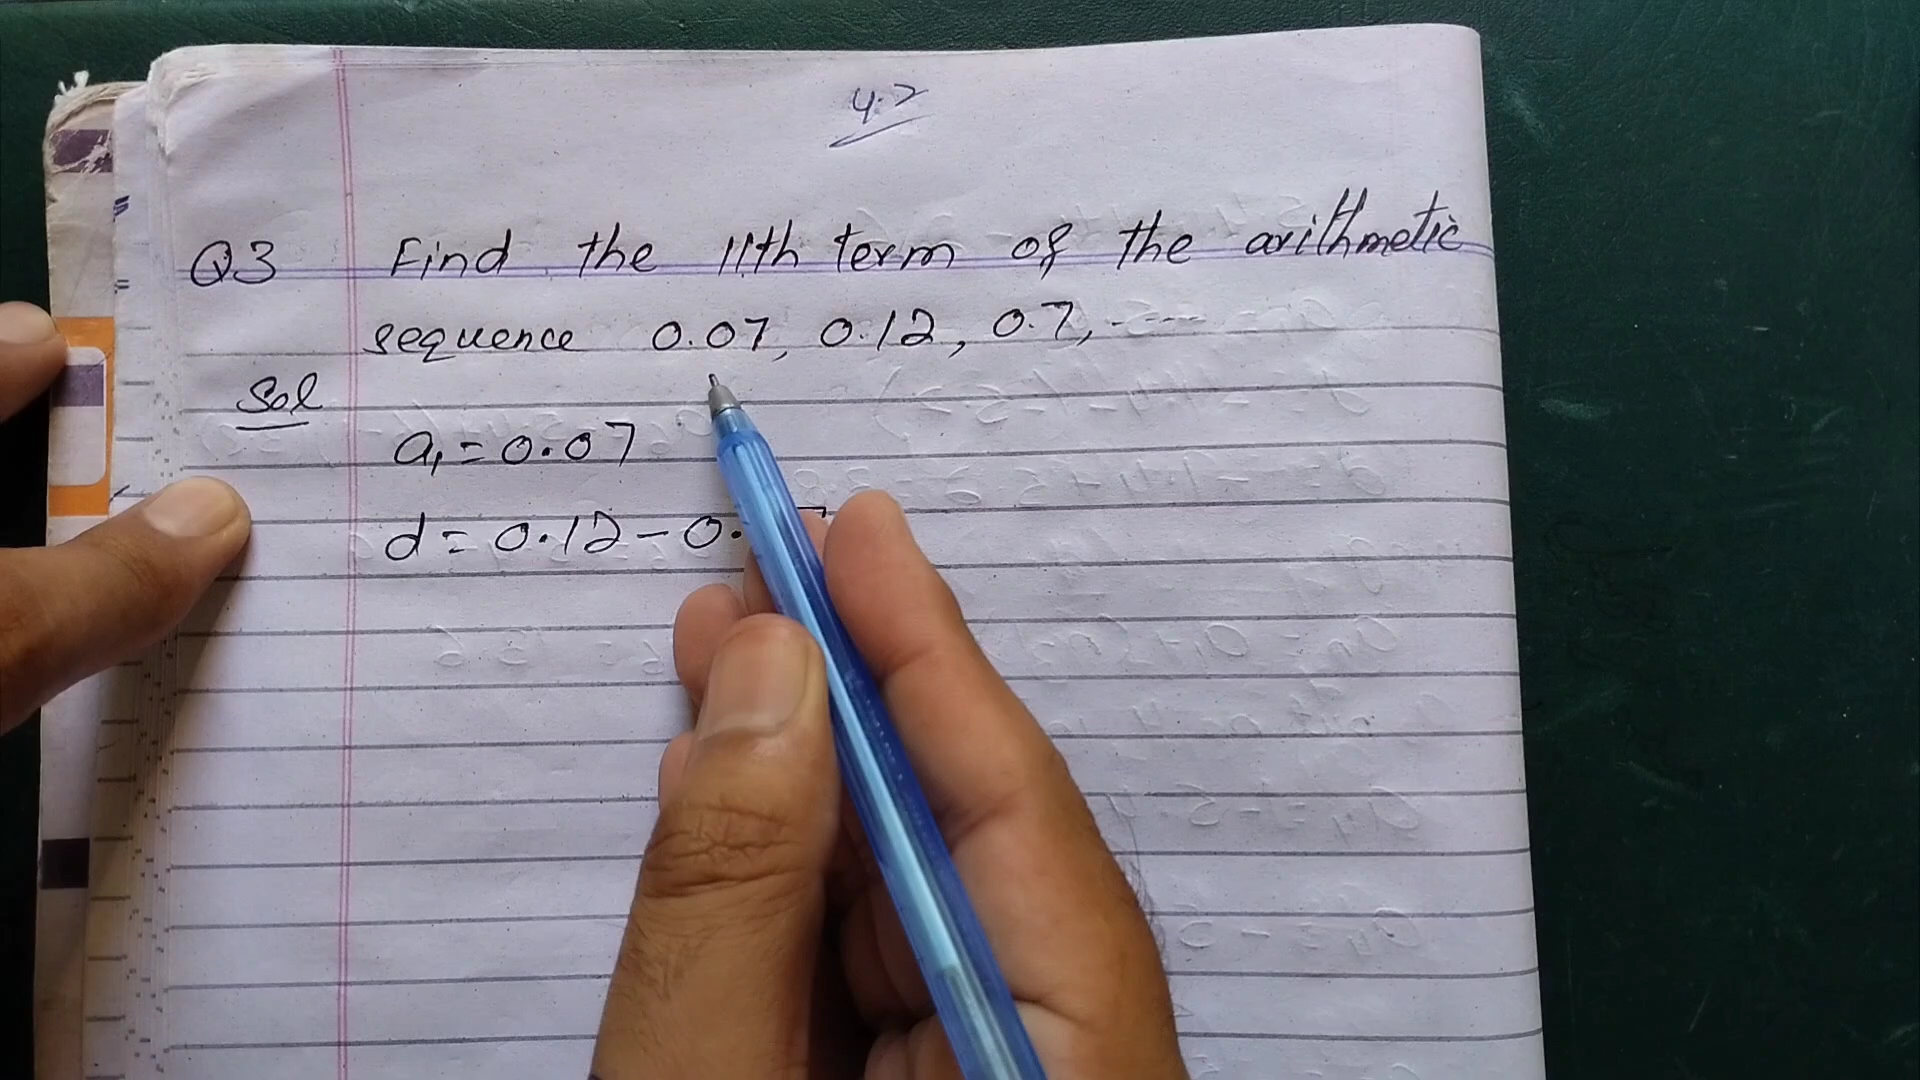 4.2
Q3 Find the 11th term of the arithmetic
sequence 0.07, 0.12, 0.7, ----
Sol
a₁ = 0.07
d = 0.12 - 0.